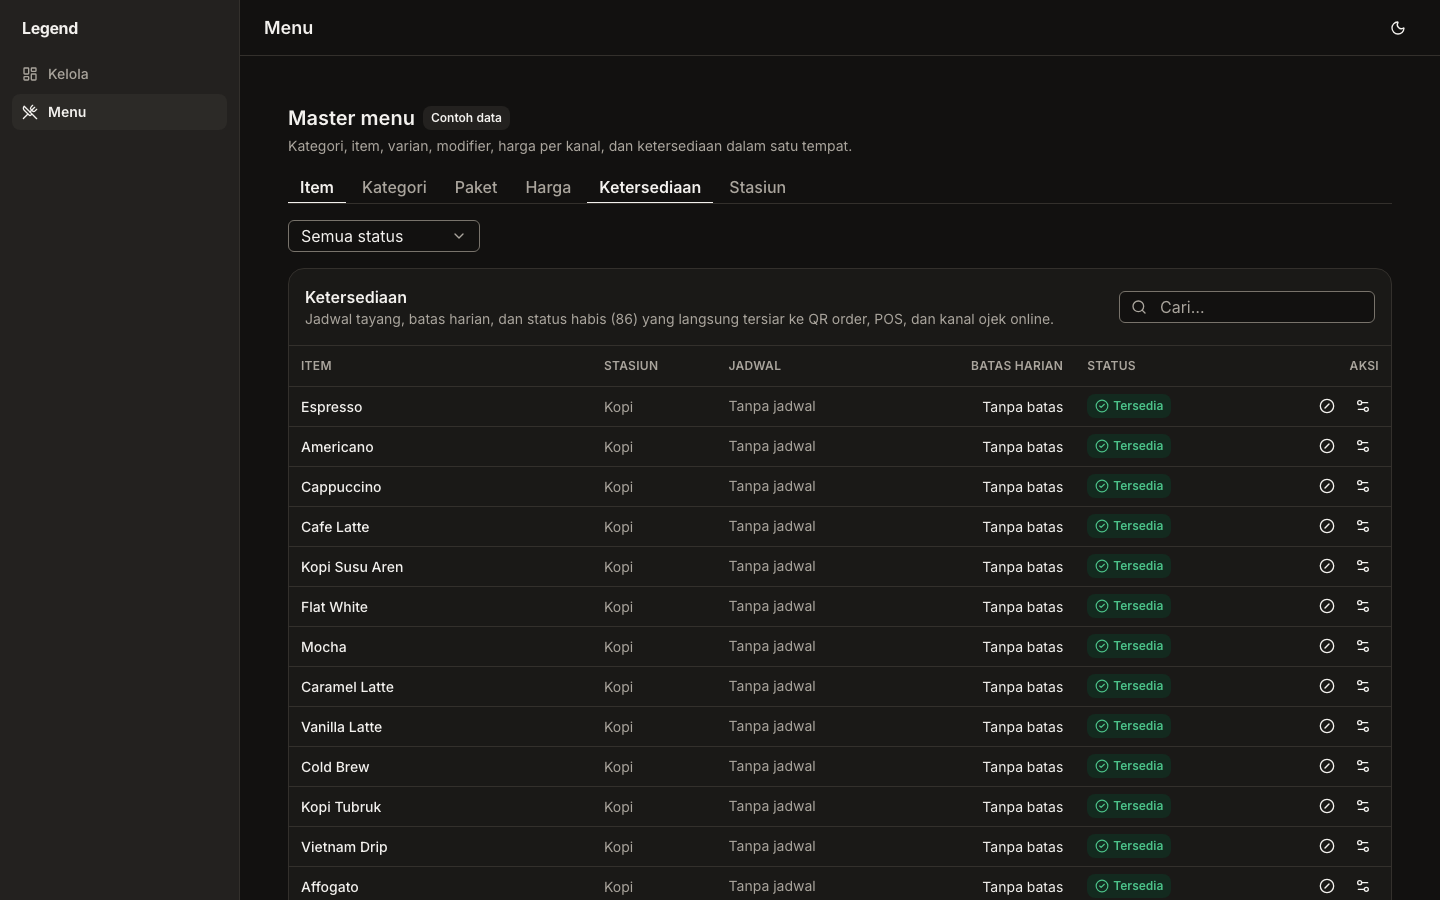 Legend
Kelola
Menu
Menu
Master menu
Contoh data
Kategori, item, varian, modifier, harga per kanal, dan ketersediaan dalam satu tempat.
Item Kategori Paket Harga Ketersediaan Stasiun
Semua status
Ketersediaan
Jadwal tayang, batas harian, dan status habis (86) yang langsung tersiar ke QR order, POS, dan kanal ojek online.
Cari...
ITEM STASIUN JADWAL BATAS HARIAN STATUS AKSI
Espresso Kopi Tanpa jadwal Tanpa batas Tersedia
Americano Kopi Tanpa jadwal Tanpa batas Tersedia
Cappuccino Kopi Tanpa jadwal Tanpa batas Tersedia
Cafe Latte Kopi Tanpa jadwal Tanpa batas Tersedia
Kopi Susu Aren Kopi Tanpa jadwal Tanpa batas Tersedia
Flat White Kopi Tanpa jadwal Tanpa batas Tersedia
Mocha Kopi Tanpa jadwal Tanpa batas Tersedia
Caramel Latte Kopi Tanpa jadwal Tanpa batas Tersedia
Vanilla Latte Kopi Tanpa jadwal Tanpa batas Tersedia
Cold Brew Kopi Tanpa jadwal Tanpa batas Tersedia
Kopi Tubruk Kopi Tanpa jadwal Tanpa batas Tersedia
Vietnam Drip Kopi Tanpa jadwal Tanpa batas Tersedia
Affogato Kopi Tanpa jadwal Tanpa batas Tersedia